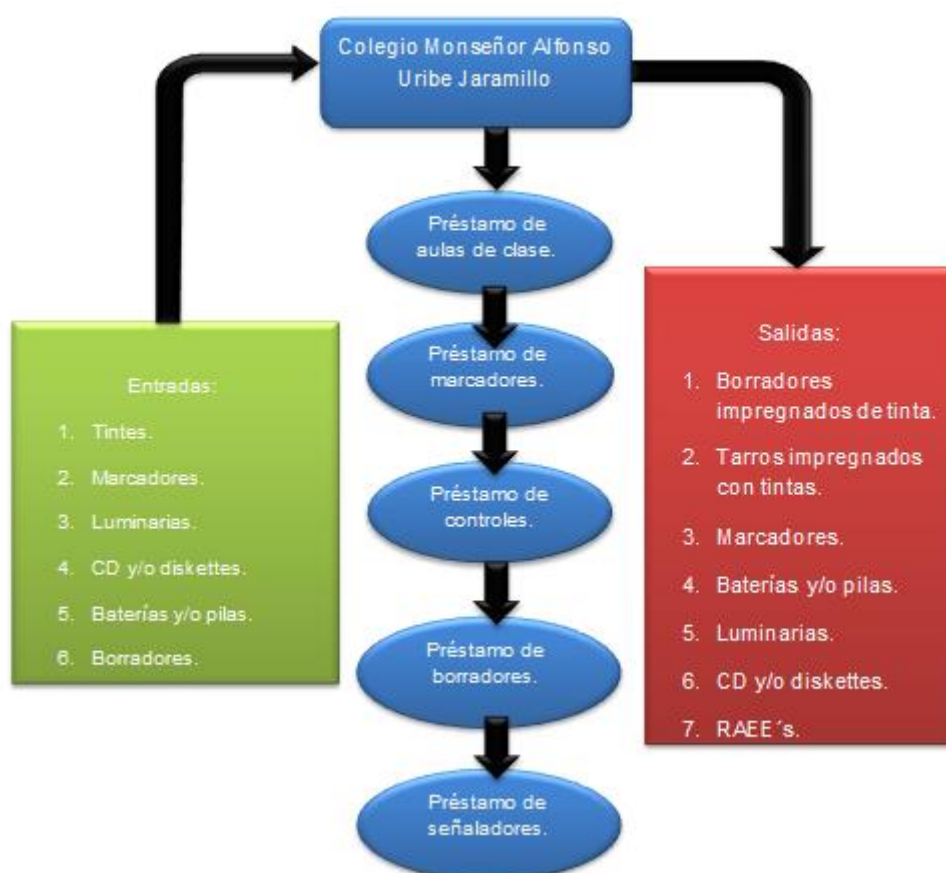 Colegio Monseñor Alfonso
Uribe Jaramillo
Préstamo de
aulas de clase.
Préstamo de
marcadores.
Préstamo de
controles.
Préstamo de
borradores.
Préstamo de
señaladores.
Entradas:
1. Tintes.
2. Marcadores.
3. Luminarias.
4. CD y/o diskettes.
5. Baterías y/o pilas.
6. Borradores.
Salidas:
1. Borradores
impregnados de tinta.
2. Tarros impregnados
con tintas.
3. Marcadores.
4. Baterías y/o pilas.
5. Luminarias.
6. CD y/o diskettes.
7. RAEE´s.